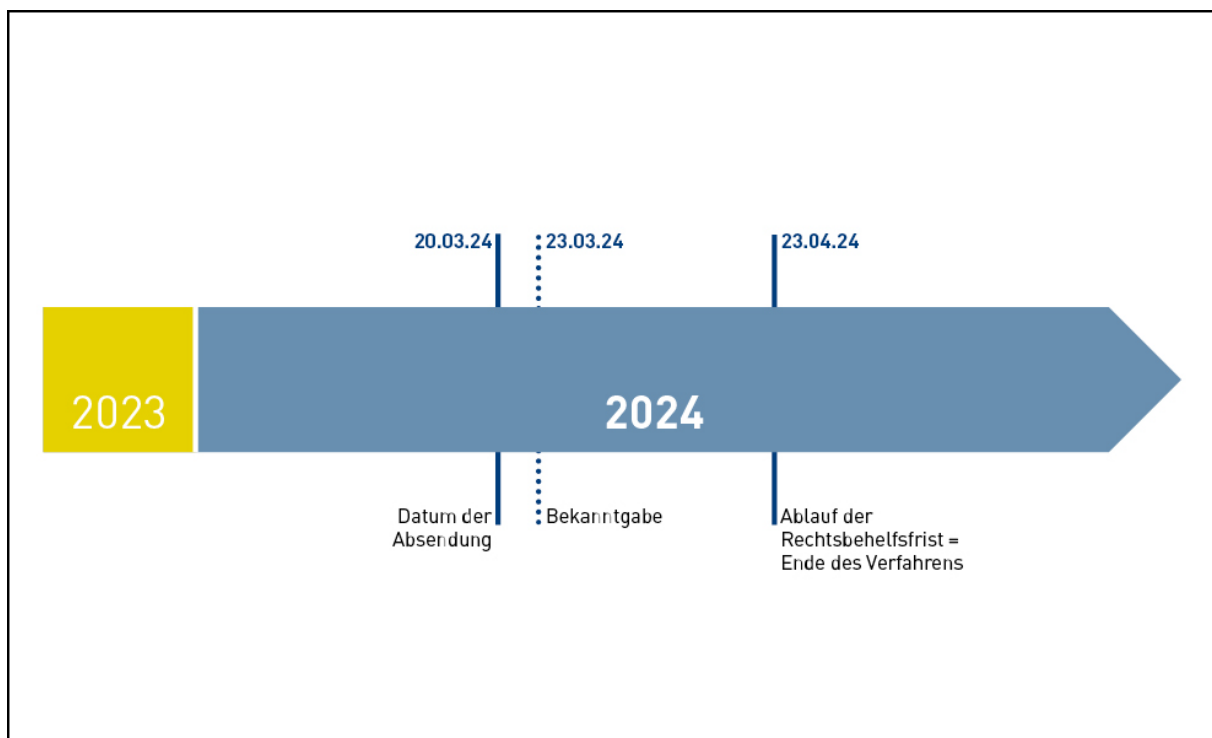 20.03.24
23.03.24
23.04.24
2023
2024
Datum der
Absendung
Bekanntgabe
Ablauf der
Rechtsbehelfsfrist =
Ende des Verfahrens